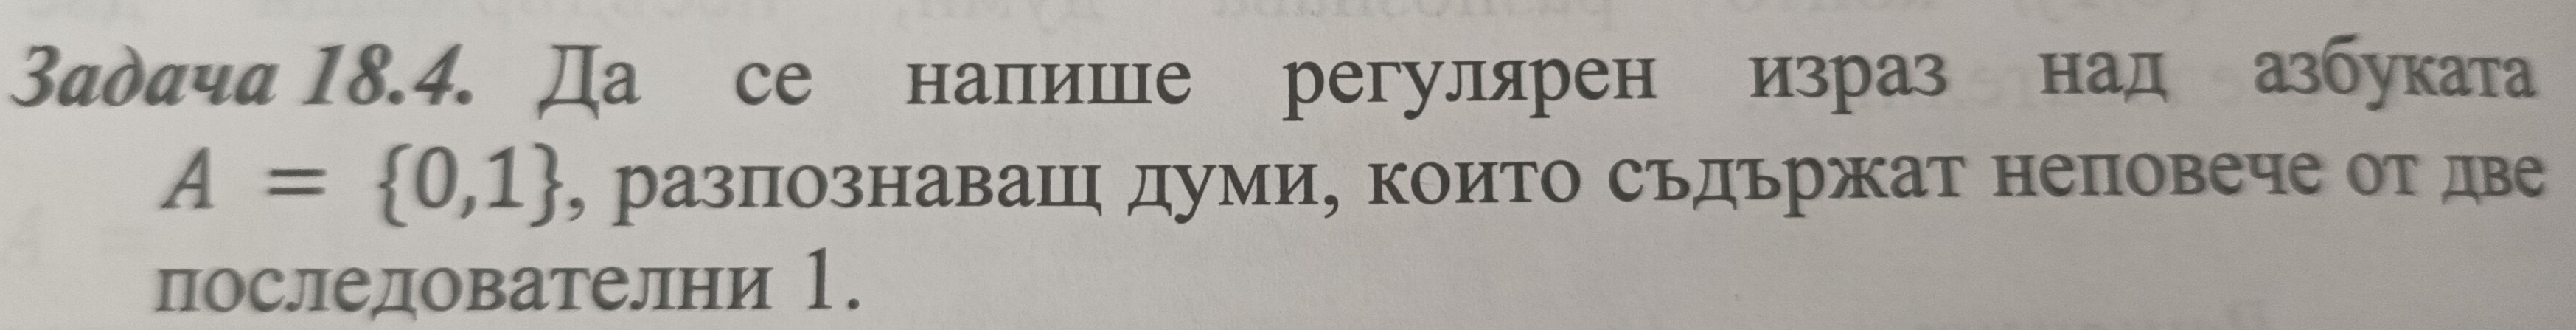 Задача 18.4. Да се напише регулярен израз над азбуката
A = {0,1}, разпознаващ думи, които съдържат неповече от две
последователни 1.